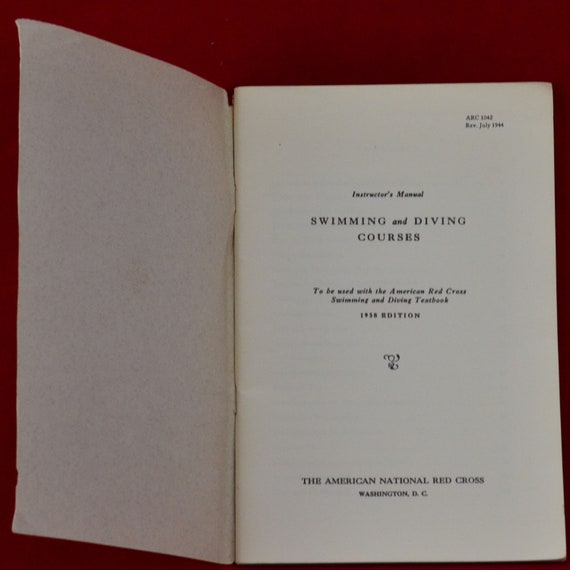 ARC 1042
Rev. July 1944
Instructor's Manual
SWIMMING and DIVING
COURSES
To be used with the American Red Cross
Swimming and Diving Textbook
1938 EDITION
THE AMERICAN NATIONAL RED CROSS
WASHINGTON, D. C.